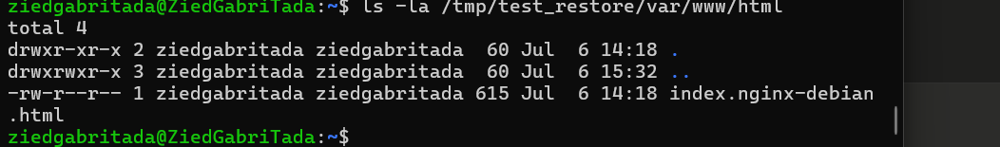 ziedgabritada@ZiedGabriTada:~$ ls -la /tmp/test_restore/var/www/html
total 4
drwxr-xr-x 2 ziedgabritada ziedgabritada  60 Jul  6 14:18 .
drwxrwxr-x 3 ziedgabritada ziedgabritada  60 Jul  6 15:32 ..
-rw-r--r-- 1 ziedgabritada ziedgabritada 615 Jul  6 14:18 index.nginx-debian
.html
ziedgabritada@ZiedGabriTada:~$